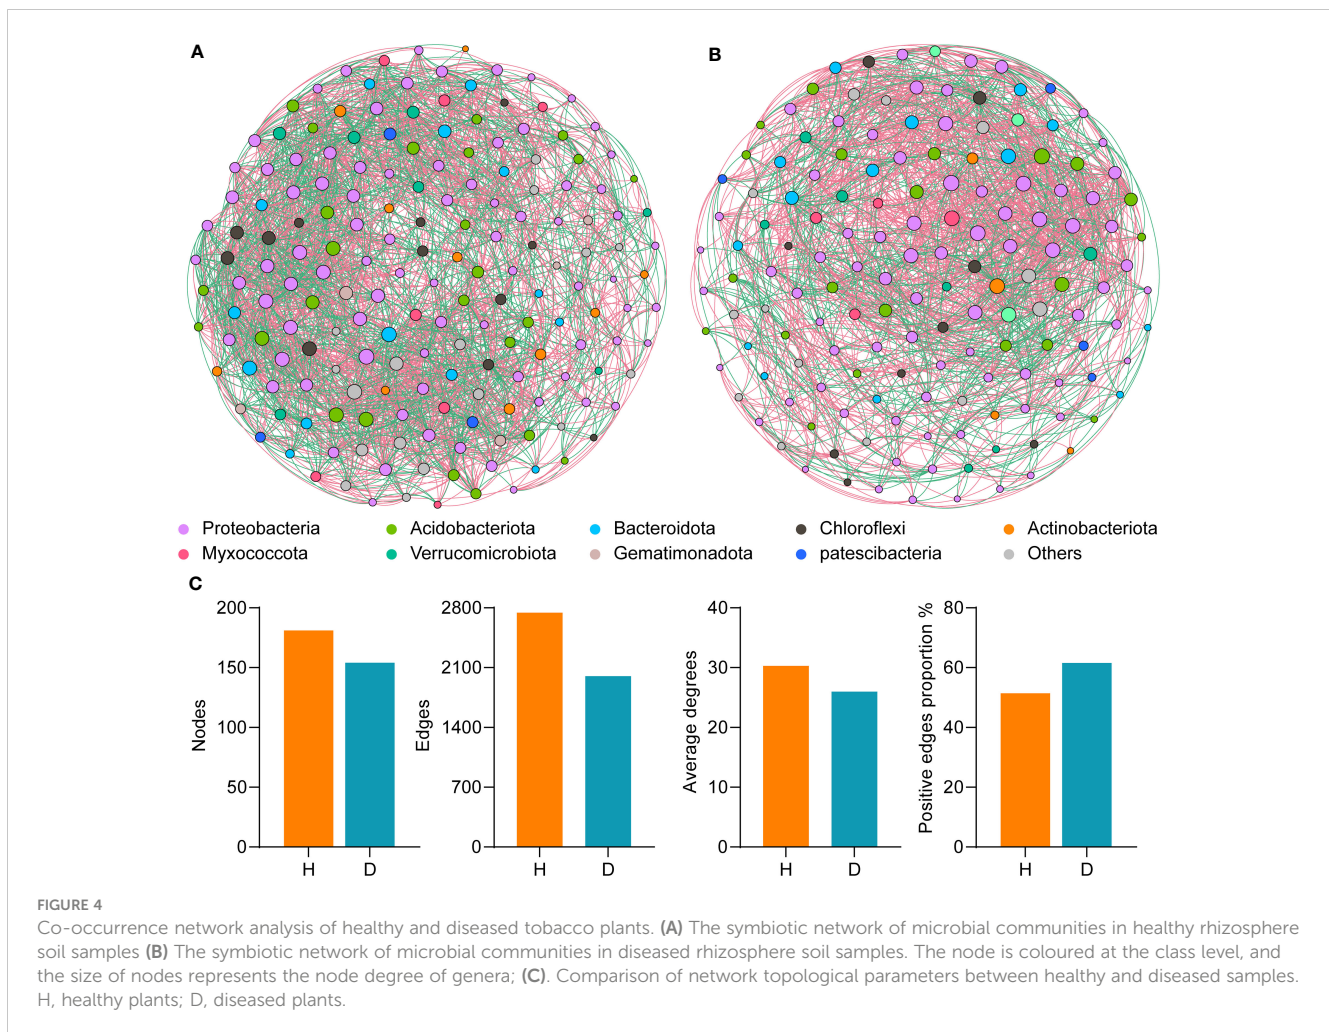 A
B
Proteobacteria Acidobacteriota Bacteroidota Chloroflexi Actinobacteriota
Myxococcota Verrucomicrobiota Gematimonadota patescibacteria Others
C
Nodes
200
150
100
50
0
H D
Edges
2800
2100
1400
700
0
H D
Average degrees
40
30
20
10
0
H D
Positive edges proportion %
80
60
40
20
0
H D
FIGURE 4
Co-occurrence network analysis of healthy and diseased tobacco plants. (A) The symbiotic network of microbial communities in healthy rhizosphere
soil samples (B) The symbiotic network of microbial communities in diseased rhizosphere soil samples. The node is coloured at the class level, and
the size of nodes represents the node degree of genera; (C). Comparison of network topological parameters between healthy and diseased samples.
H, healthy plants; D, diseased plants.